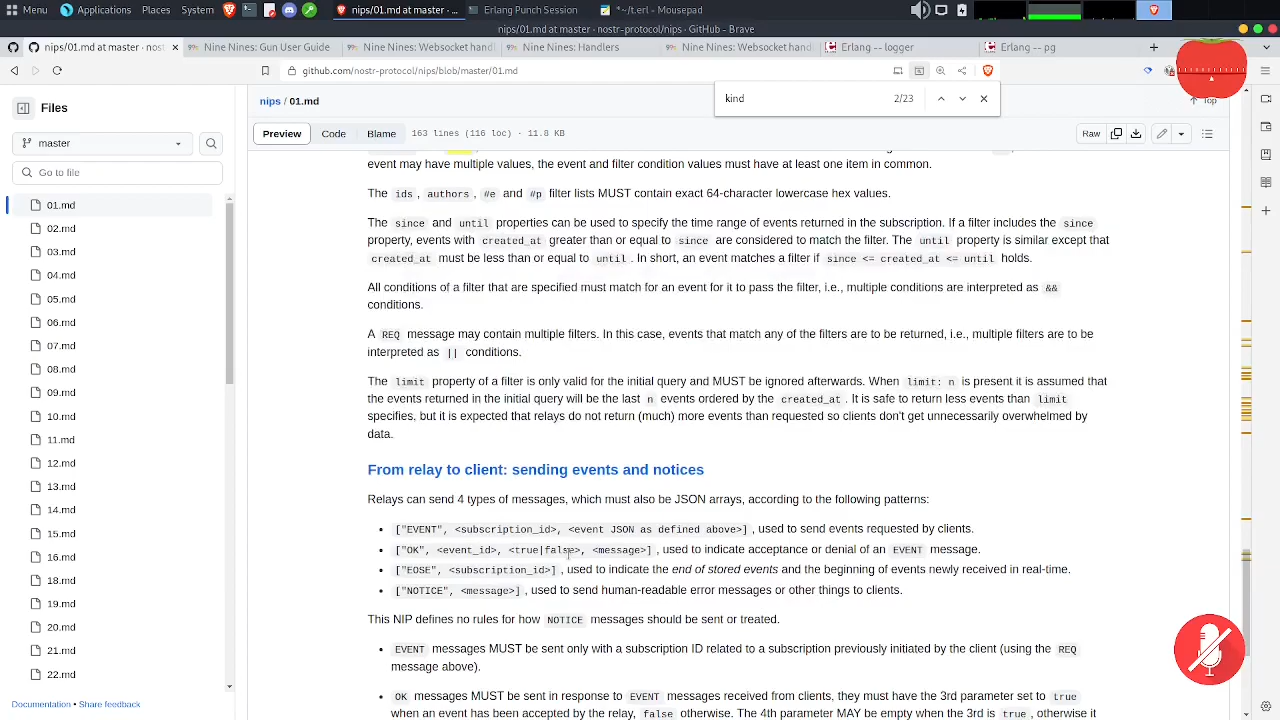 Menu Applications Places System nips/01.md at master · nost… Erlang Punch Session *~/t.erl - Mousepad
nips/01.md at master · nostr-protocol/nips · GitHub - Brave
nips/01.md at master · nost Nine Nines: Gun User Guide Nine Nines: Websocket hand Nine Nines: Handlers Nine Nines: Websocket handl Erlang -- logger Erlang -- pg
github.com/nostr-protocol/nips/blob/master/01.md
kind 2/23
Files
nips / 01.md
Top
master
Preview Code Blame 163 lines (116 loc) · 11.8 KB Raw
Go to file
01.md
02.md
03.md
04.md
05.md
06.md
07.md
08.md
09.md
10.md
11.md
12.md
13.md
14.md
15.md
16.md
18.md
19.md
20.md
21.md
22.md
Documentation • Share feedback
event may have multiple values, the event and filter condition values must have at least one item in common.
The ids, authors, #e and #p filter lists MUST contain exact 64-character lowercase hex values.
The since and until properties can be used to specify the time range of events returned in the subscription. If a filter includes the since
property, events with created_at greater than or equal to since are considered to match the filter. The until property is similar except that
created_at must be less than or equal to until. In short, an event matches a filter if since <= created_at <= until holds.
All conditions of a filter that are specified must match for an event for it to pass the filter, i.e., multiple conditions are interpreted as &&
conditions.
A REQ message may contain multiple filters. In this case, events that match any of the filters are to be returned, i.e., multiple filters are to be
interpreted as || conditions.
The limit property of a filter is only valid for the initial query and MUST be ignored afterwards. When limit: n is present it is assumed that
the events returned in the initial query will be the last n events ordered by the created_at. It is safe to return less events than limit
specifies, but it is expected that relays do not return (much) more events than requested so clients don't get unnecessarily overwhelmed by
data.
From relay to client: sending events and notices
Relays can send 4 types of messages, which must also be JSON arrays, according to the following patterns:
• ["EVENT", <subscription_id>, <event JSON as defined above>], used to send events requested by clients.
• ["OK", <event_id>, <true|false>, <message>], used to indicate acceptance or denial of an EVENT message.
• ["EOSE", <subscription_id>], used to indicate the end of stored events and the beginning of events newly received in real-time.
• ["NOTICE", <message>], used to send human-readable error messages or other things to clients.
This NIP defines no rules for how NOTICE messages should be sent or treated.
• EVENT messages MUST be sent only with a subscription ID related to a subscription previously initiated by the client (using the REQ
message above).
• OK messages MUST be sent in response to EVENT messages received from clients, they must have the 3rd parameter set to true
when an event has been accepted by the relay, false otherwise. The 4th parameter MAY be empty when the 3rd is true, otherwise it